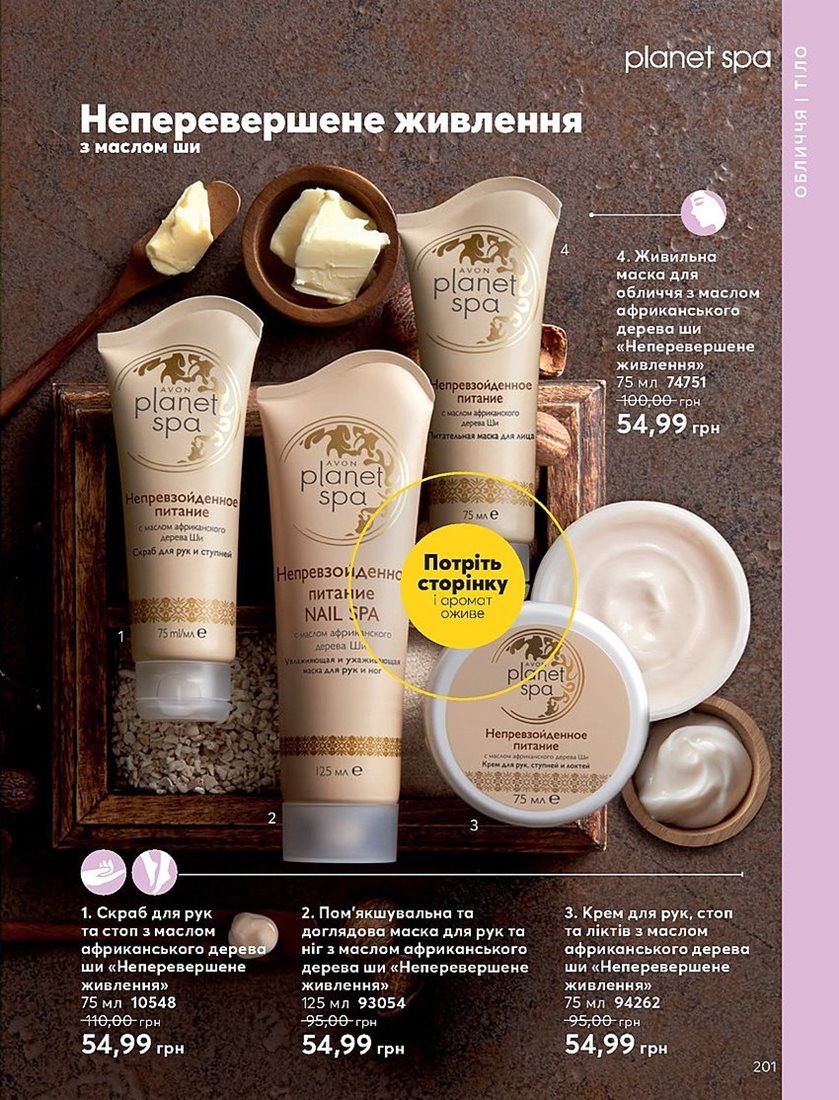 planet spa
ОБЛИЧЧЯ | ТІЛО
Неперевершене живлення
з маслом ши
4
4. Живильна
маска для
обличчя з маслом
африканського
дерева ши
«Неперевершене
живлення»
75 мл 74751
100,00 грн
54,99 грн
AVON
planet
spa
Непревзойденное
питание
с маслом африканского
дерева Ши
Питательная маска для лица
75 мл e
AVON
planet
spa
Непревзойденное
питание
с маслом африканского
дерева Ши
Скраб для рук и ступней
75 ml/мл e
1
AVON
planet
spa
Непревзойденно
питание
NAIL SPA
с маслом африканского
дерева Ши
Увлажняющая и ухаживающая
маска для рук и ног
125 мл e
2
Потріть
сторінку
і аромат
оживе
AVON
planet
spa
Непревзойденное
питание
с маслом африканского дерева Ши
Крем для рук, ступней и локтей
75 мл e
3
1. Скраб для рук
та стоп з маслом
африканського дерева
ши «Неперевершене
живлення»
75 мл 10548
110,00 грн
54,99 грн
2. Пом’якшувальна та
доглядова маска для рук та
ніг з маслом африканського
дерева ши «Неперевершене
живлення»
125 мл 93054
95,00 грн
54,99 грн
3. Крем для рук, стоп
та ліктів з маслом
африканського дерева
ши «Неперевершене
живлення»
75 мл 94262
95,00 грн
54,99 грн
201